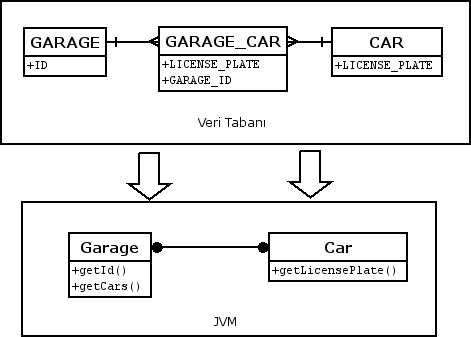 GARAGE
+ID
GARAGE_CAR
+LICENSE_PLATE
+GARAGE_ID
CAR
+LICENSE_PLATE
Veri Tabanı
Garage
+getId()
+getCars()
Car
+getLicensePlate()
JVM